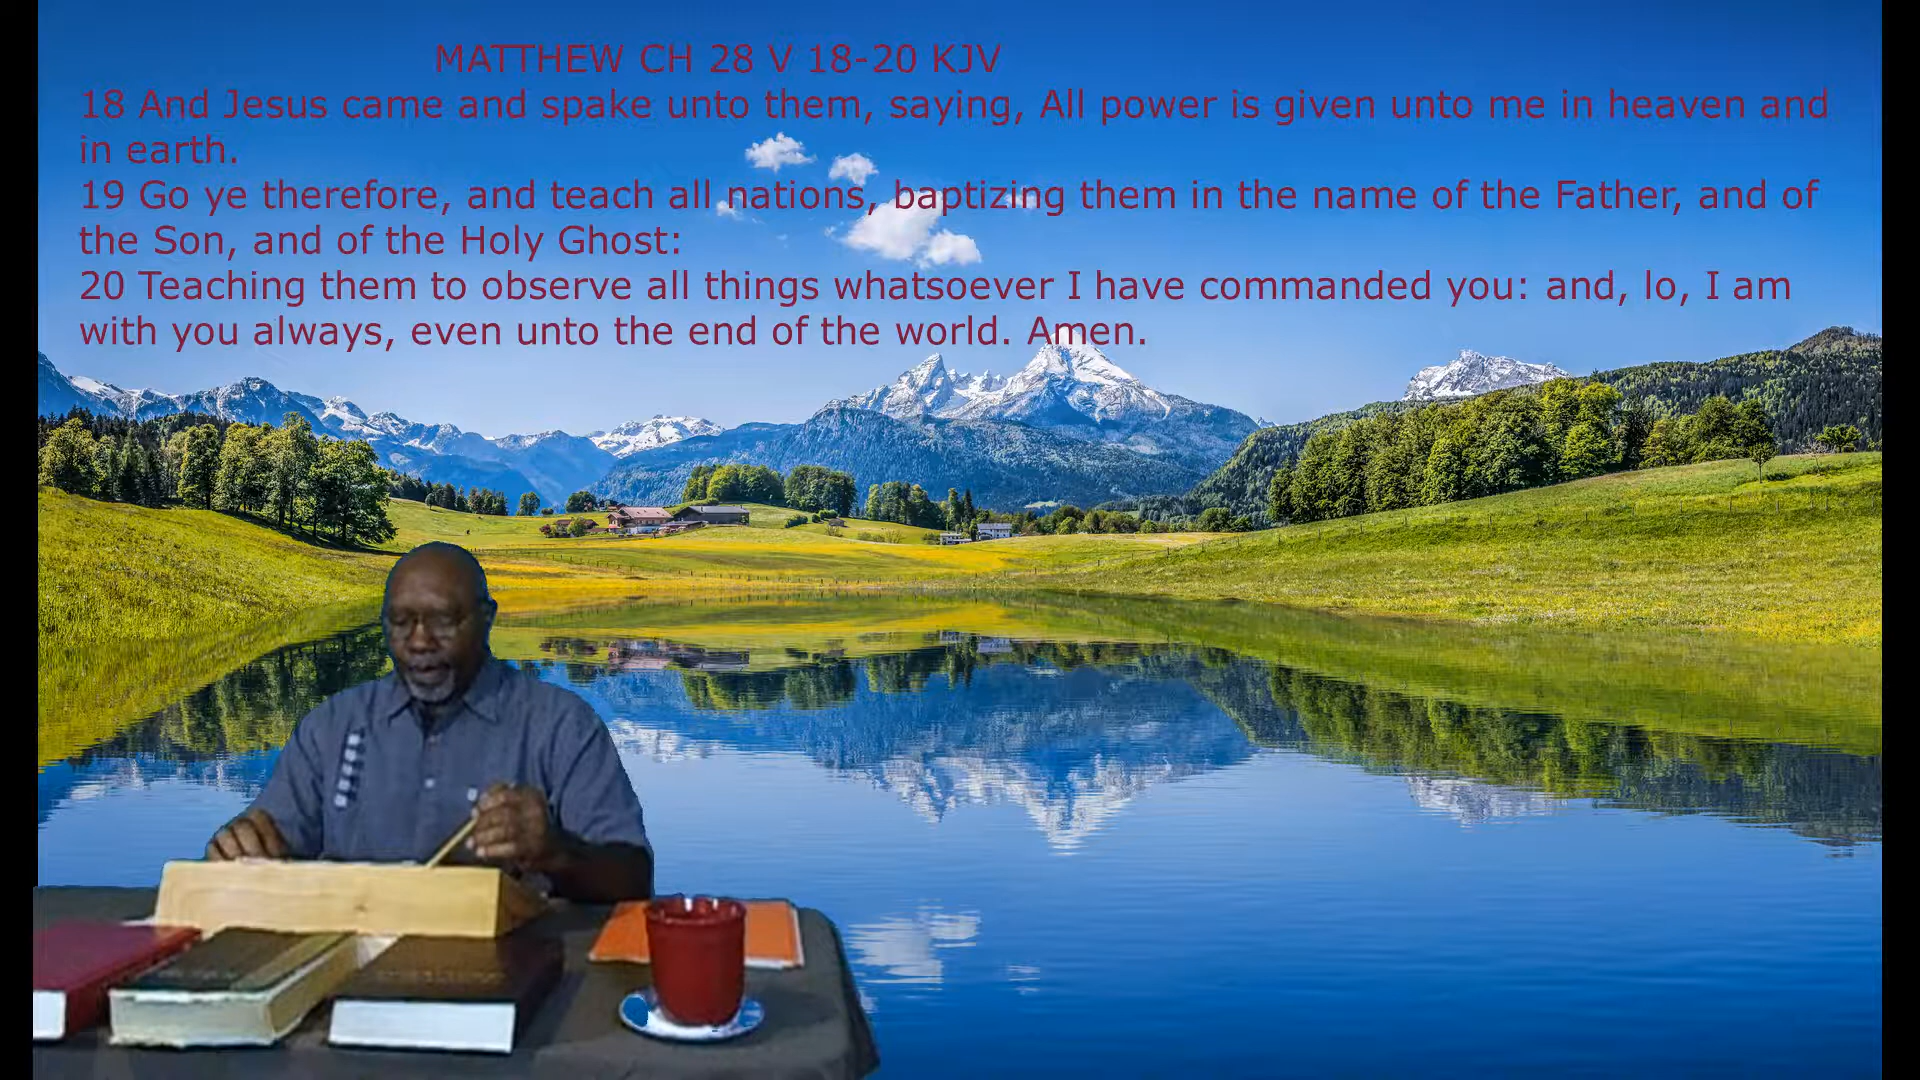 MATTHEW CH 28 V 18-20 KJV
18 And Jesus came and spake unto them, saying, All power is given unto me in heaven and
in earth.
19 Go ye therefore, and teach all nations, baptizing them in the name of the Father, and of
the Son, and of the Holy Ghost:
20 Teaching them to observe all things whatsoever I have commanded you: and, lo, I am
with you always, even unto the end of the world. Amen.